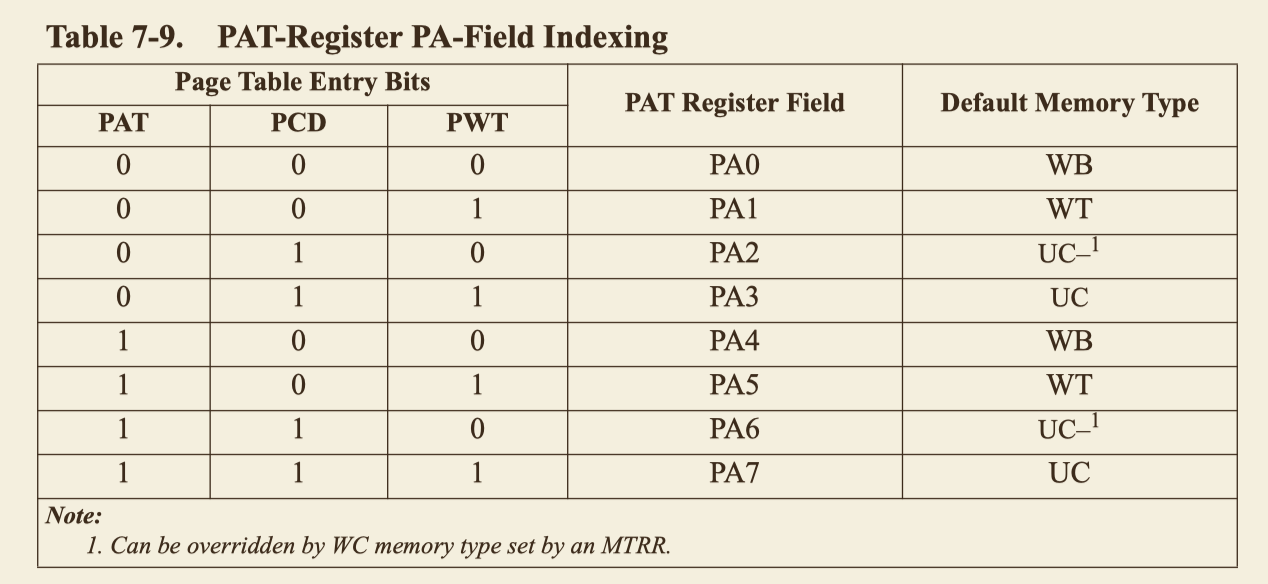 Table 7-9. PAT-Register PA-Field Indexing
Page Table Entry Bits PAT Register Field Default Memory Type
PAT PCD PWT
0 0 0 PA0 WB
0 0 1 PA1 WT
0 1 0 PA2 UC–1
0 1 1 PA3 UC
1 0 0 PA4 WB
1 0 1 PA5 WT
1 1 0 PA6 UC–1
1 1 1 PA7 UC
Note:
1. Can be overridden by WC memory type set by an MTRR.